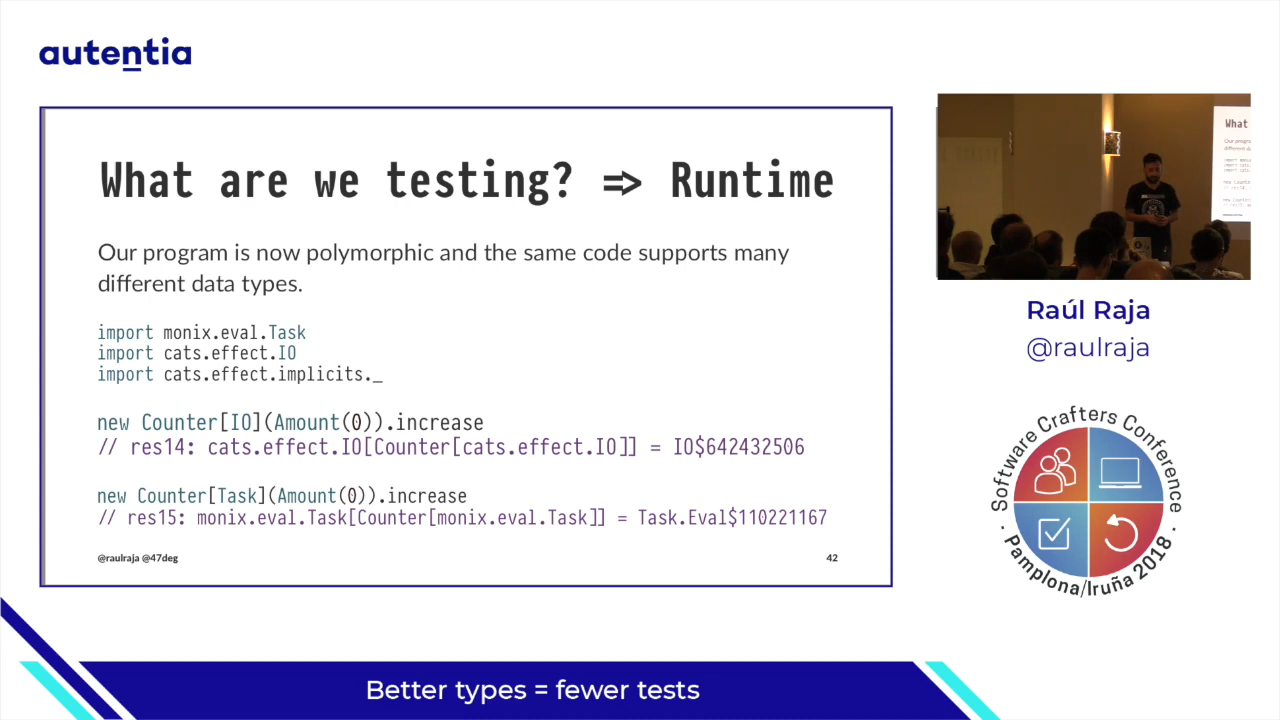 autentia
What are we testing? => Runtime
Our program is now polymorphic and the same code supports many
different data types.
import monix.eval.Task
import cats.effect.IO
import cats.effect.implicits._
new Counter[IO](Amount(0)).increase
// res14: cats.effect.IO[Counter[cats.effect.IO]] = IO$642432506
new Counter[Task](Amount(0)).increase
// res15: monix.eval.Task[Counter[monix.eval.Task]] = Task.Eval$110221167
@raulraja @47deg
42
What
Raúl Raja
@raulraja
Software Crafters Conference
· Pamplona/Iruña 2018 ·
Better types = fewer tests